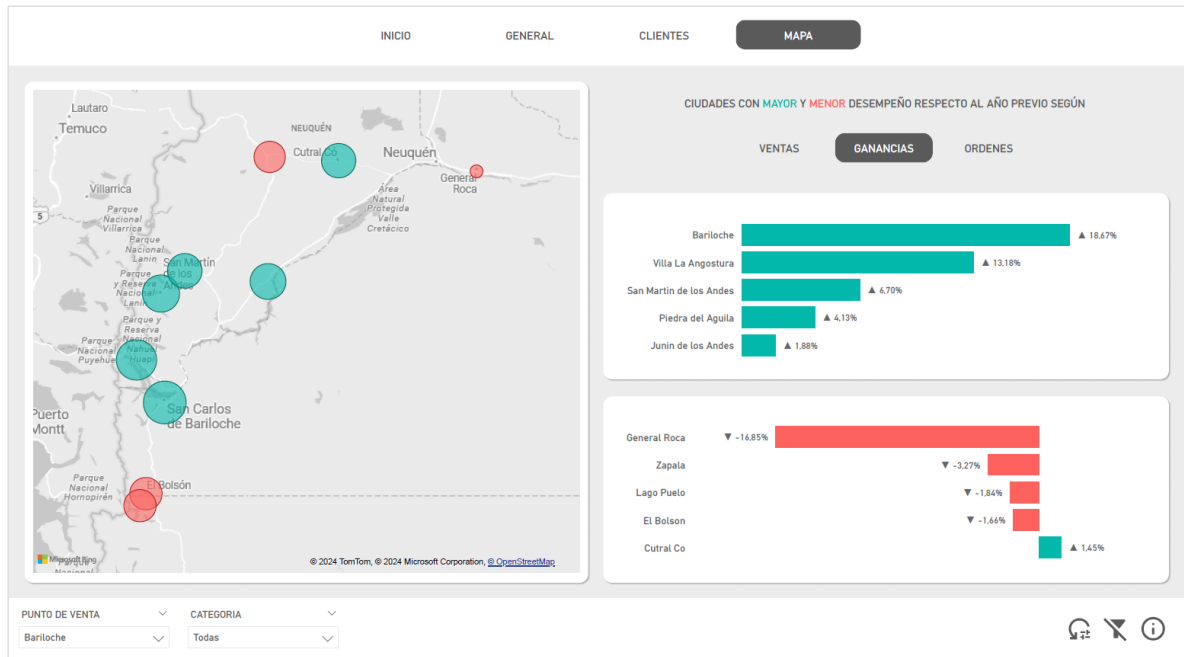 INICIO
GENERAL
CLIENTES
MAPA
Lautaro
Temuco
NEUQUÉN
Cutral Có
Neuquén
General
Roca
Villarrica
5
Parque
Nacional
Villarrica
Área
Natural
Protegida
Valle
Cretácico
Parque
Nacional
Lanin
San Martín
de los
Andes
Parque
y Reserva
Nacional
Lanín
Parque y
Reserva
Nacional
Nahuel
Huapi
Parque
Nacional
Puyehue
San Carlos
de Bariloche
Puerto
Montt
El Bolsón
Parque
Nacional
Hornopirén
Microsoft Bing
Parque
Nacional
© 2024 TomTom, © 2024 Microsoft Corporation, © OpenStreetMap
CIUDADES CON MAYOR Y MENOR DESEMPEÑO RESPECTO AL AÑO PREVIO SEGÚN
VENTAS
GANANCIAS
ORDENES
Bariloche ▲ 18,67%
Villa La Angostura ▲ 13,18%
San Martin de los Andes ▲ 6,70%
Piedra del Aguila ▲ 4,13%
Junin de los Andes ▲ 1,88%
General Roca ▼ -16,85%
Zapala ▼ -3,27%
Lago Puelo ▼ -1,84%
El Bolson ▼ -1,66%
Cutral Co ▲ 1,45%
PUNTO DE VENTA
Bariloche
CATEGORIA
Todas